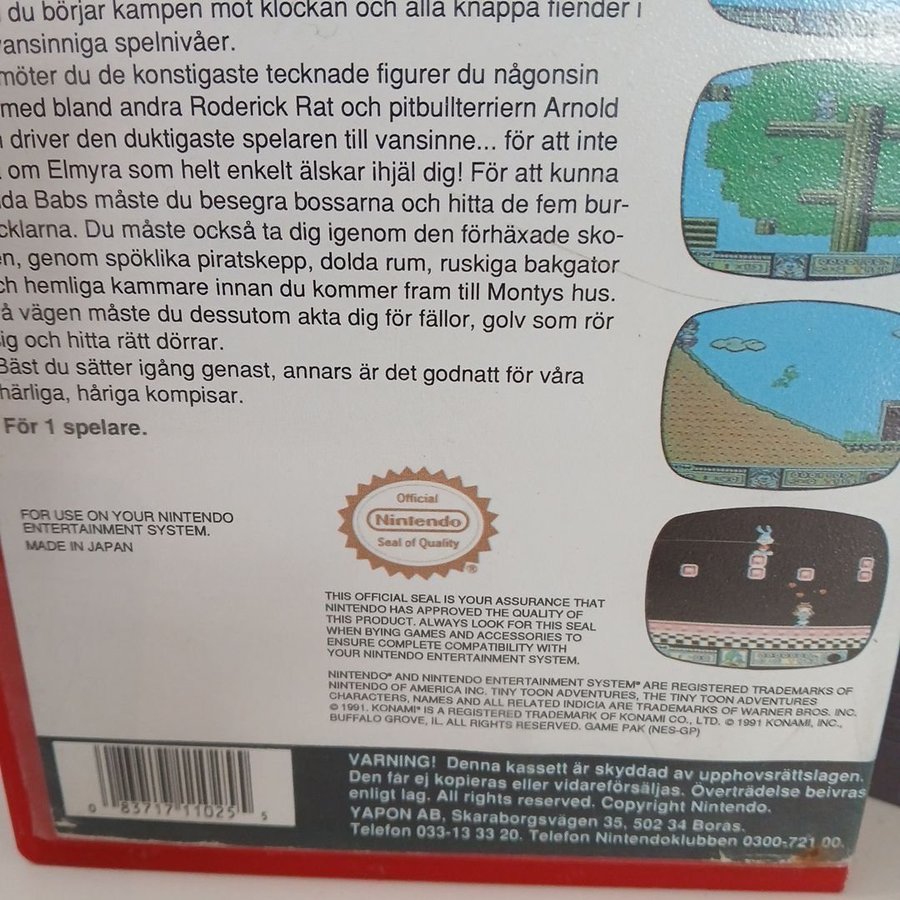 du börjar kampen mot klockan och alla knäppa fiender i
vansinniga spelnivåer.
möter du de konstigaste tecknade figurer du någonsin
med bland andra Roderick Rat och pitbullterriern Arnold
driver den duktigaste spelaren till vansinne... för att inte
om Elmyra som helt enkelt älskar ihjäl dig! För att kunna
da Babs måste du besegra bossarna och hitta de fem bur-
cklarna. Du måste också ta dig igenom den förhäxade sko-
en, genom spöklika piratskepp, dolda rum, ruskiga bakgator
ch hemliga kammare innan du kommer fram till Montys hus.
å vägen måste du dessutom akta dig för fällor, golv som rör
ig och hitta rätt dörrar.
Bäst du sätter igång genast, annars är det godnatt för våra
härliga, håriga kompisar.
För 1 spelare.
FOR USE ON YOUR NINTENDO
ENTERTAINMENT SYSTEM.
MADE IN JAPAN
Official
Nintendo
Seal of Quality
®
THIS OFFICIAL SEAL IS YOUR ASSURANCE THAT
NINTENDO HAS APPROVED THE QUALITY OF
THIS PRODUCT. ALWAYS LOOK FOR THIS SEAL
WHEN BYING GAMES AND ACCESSORIES TO
ENSURE COMPLETE COMPATIBILITY WITH
YOUR NINTENDO ENTERTAINMENT SYSTEM.
NINTENDO® AND NINTENDO ENTERTAINMENT SYSTEM® ARE REGISTERED TRADEMARKS OF
NINTENDO OF AMERICA INC. TINY TOON ADVENTURES, THE TINY TOON ADVENTURES
CHARACTERS, NAMES AND ALL RELATED INDICIA ARE TRADEMARKS OF WARNER BROS. INC.
© 1991. KONAMI® IS A REGISTERED TRADEMARK OF KONAMI CO., LTD. © 1991 KONAMI, INC.,
BUFFALO GROVE, IL. ALL RIGHTS RESERVED. GAME PAK (NES-GP)
0 83717 11025 5
VARNING! Denna kassett är skyddad av upphovsrättslagen.
Den får ej kopieras eller vidareförsäljas. Överträdelse beivras
enligt lag. All rights reserved. Copyright Nintendo.
YAPON AB, Skaraborgsvägen 35, 502 34 Borås.
Telefon 033-13 33 20. Telefon Nintendoklubben 0300-721 00.